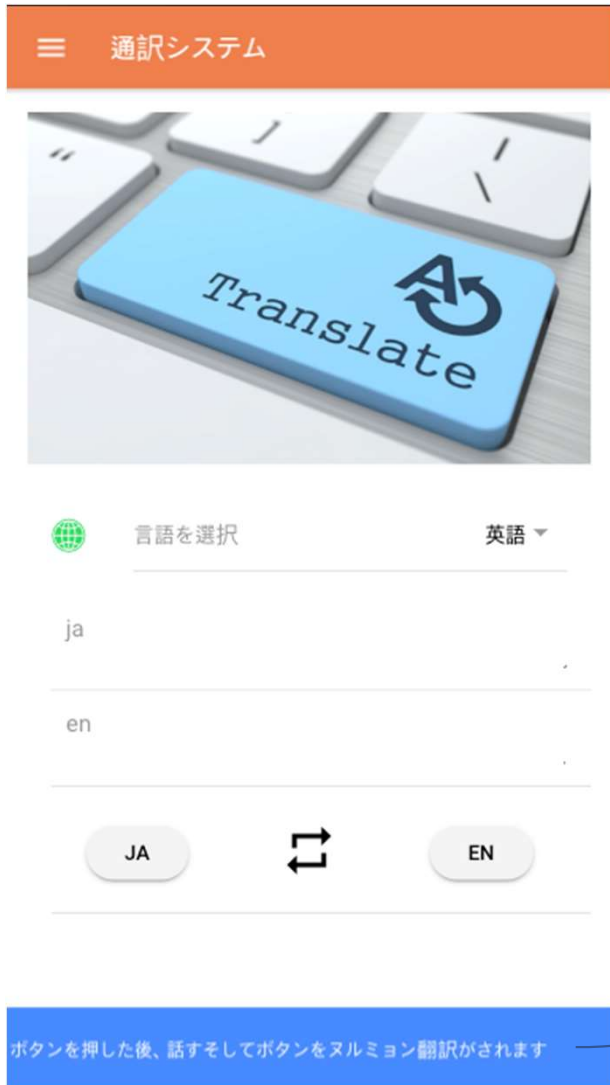 通訳システム
“
]
\
Translate
言語を選択
英語
ja
en
JA
EN
ボタンを押した後、話すそしてボタンをヌルミョン翻訳がされます